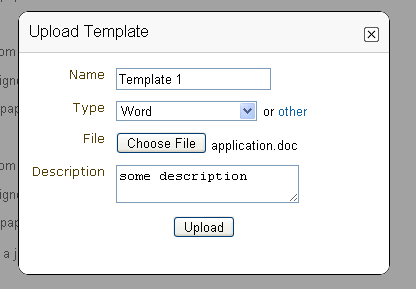 Upload Template
Name Template 1
Type Word or other
File Choose File application.doc
Description some description
Upload